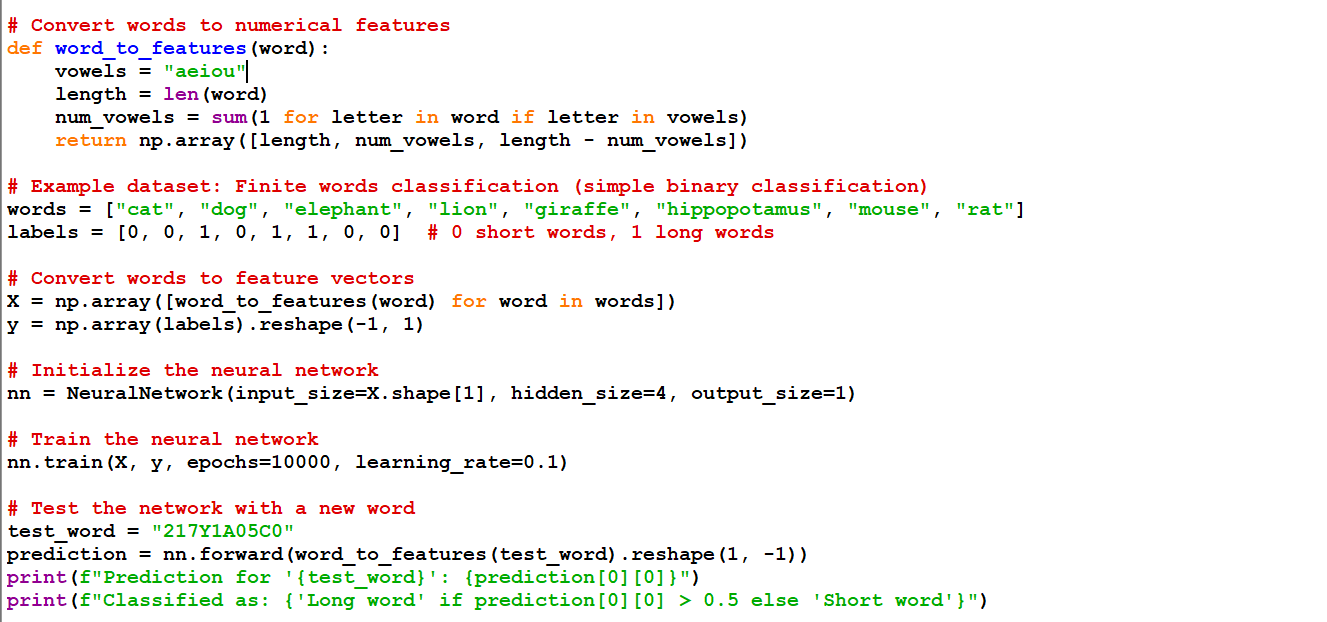 # Convert words to numerical features
def word_to_features(word):
    vowels = "aeiou"
    length = len(word)
    num_vowels = sum(1 for letter in word if letter in vowels)
    return np.array([length, num_vowels, length - num_vowels])

# Example dataset: Finite words classification (simple binary classification)
words = ["cat", "dog", "elephant", "lion", "giraffe", "hippopotamus", "mouse", "rat"]
labels = [0, 0, 1, 0, 1, 1, 0, 0]  # 0 short words, 1 long words

# Convert words to feature vectors
X = np.array([word_to_features(word) for word in words])
y = np.array(labels).reshape(-1, 1)

# Initialize the neural network
nn = NeuralNetwork(input_size=X.shape[1], hidden_size=4, output_size=1)

# Train the neural network
nn.train(X, y, epochs=10000, learning_rate=0.1)

# Test the network with a new word
test_word = "217Y1A05C0"
prediction = nn.forward(word_to_features(test_word).reshape(1, -1))
print(f"Prediction for '{test_word}': {prediction[0][0]}")
print(f"Classified as: {'Long word' if prediction[0][0] > 0.5 else 'Short word'}")